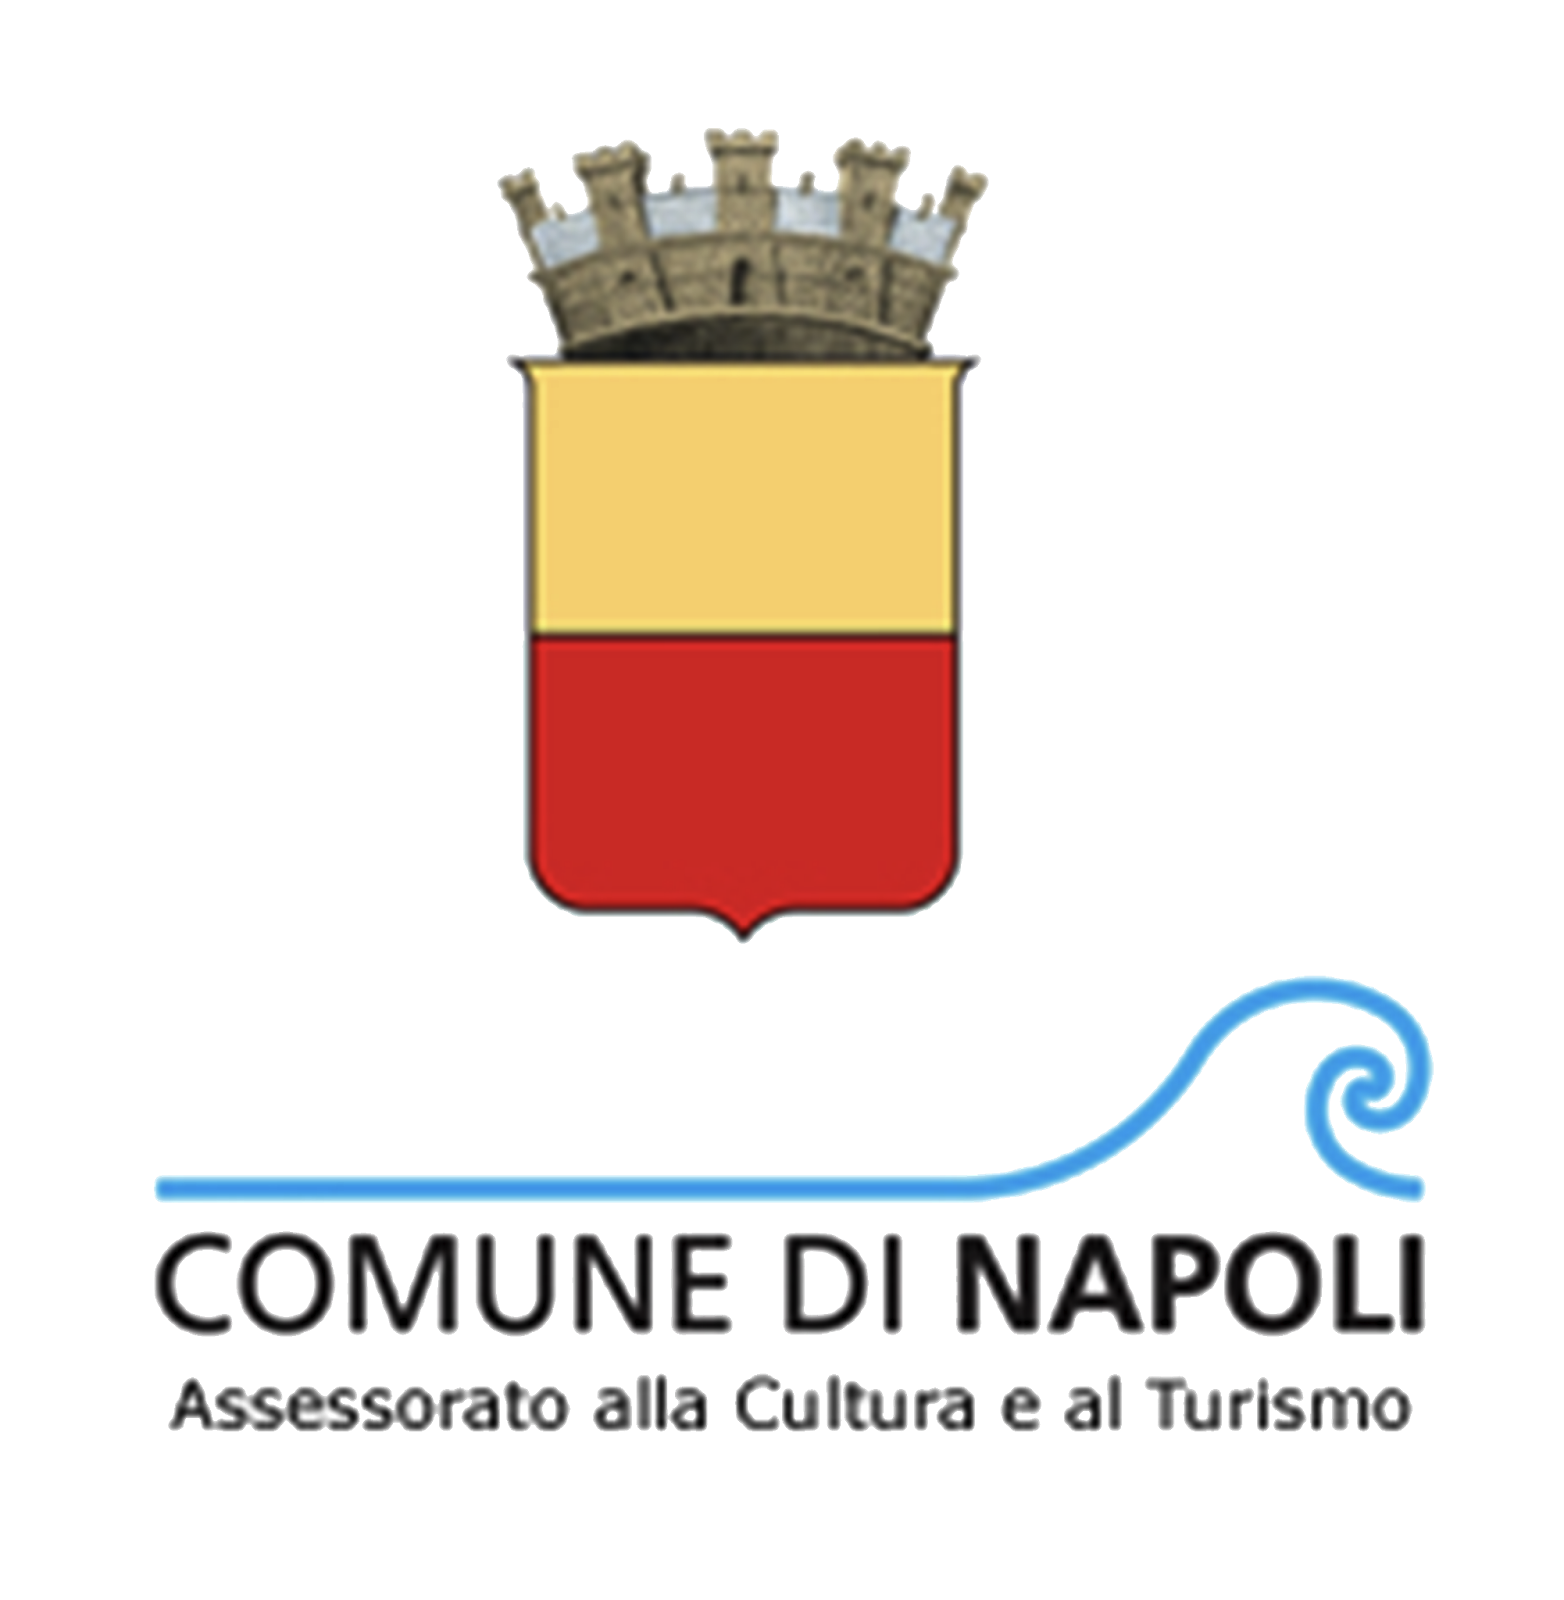 COMUNE DI NAPOLI
Assessorato alla Cultura e al Turismo